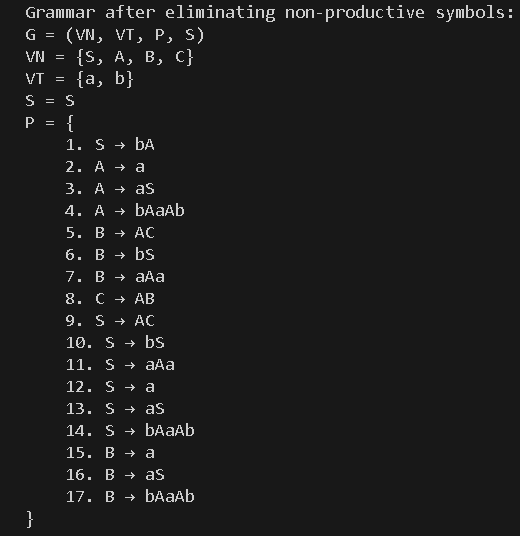 Grammar after eliminating non-productive symbols:
G = (VN, VT, P, S)
VN = {S, A, B, C}
VT = {a, b}
S = S
P = {
1. S → bA
2. A → a
3. A → aS
4. A → bAaAb
5. B → AC
6. B → bS
7. B → aAa
8. C → AB
9. S → AC
10. S → bS
11. S → aAa
12. S → a
13. S → aS
14. S → bAaAb
15. B → a
16. B → aS
17. B → bAaAb
}